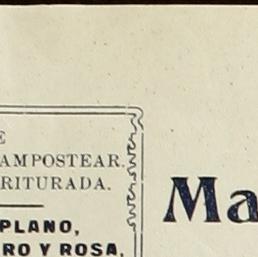 E
AMPOSTEAR.
RITURADA.
PLANO,
RO Y ROSA,
Ma